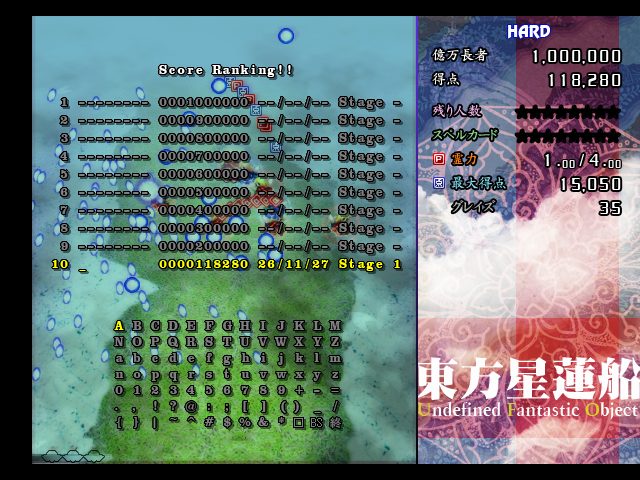 Score Ranking!!
1 -------- 0001000000 --/--/-- Stage -
2 -------- 0000900000 --/--/-- Stage -
3 -------- 0000800000 --/--/-- Stage -
4 -------- 0000700000 --/--/-- Stage -
5 -------- 0000600000 --/--/-- Stage -
6 -------- 0000500000 --/--/-- Stage -
7 -------- 0000400000 --/--/-- Stage -
8 -------- 0000300000 --/--/-- Stage -
9 -------- 0000200000 --/--/-- Stage -
10 _ 0000118280 26/11/27 Stage 1
A B C D E F G H I J K L M
N O P Q R S T U V W X Y Z
a b c d e f g h i j k l m
n o p q r s t u v w x y z
0 1 2 3 4 5 6 7 8 9 + - =
. , ! ? @ : ; [ ] ( ) _ /
{ } | ~ ^ # $ % & * □ BS 終
HARD
億万長者 1,000,000
得点 118,280
残り人数 ★★★★★★★★
スペルカード ★★★★★★★★
P 霊力 1.00/4.00
点 最大得点 15,050
グレイズ 35
東方星蓮船
Undefined Fantastic Object